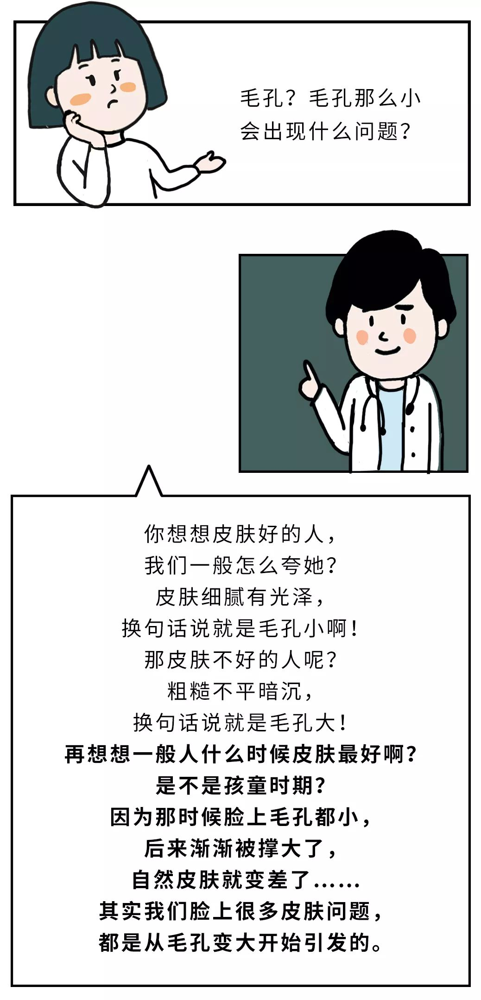 毛孔？毛孔那么小
会出现什么问题？
你想想皮肤好的人，
我们一般怎么夸她？
皮肤细腻有光泽，
换句话说就是毛孔小啊！
那皮肤不好的人呢？
粗糙不平暗沉，
换句话说就是毛孔大！
再想想一般人什么时候皮肤最好啊？
是不是孩童时期？
因为那时候脸上毛孔都小，
后来渐渐被撑大了，
自然皮肤就变差了……
其实我们脸上很多皮肤问题，
都是从毛孔变大开始引发的。